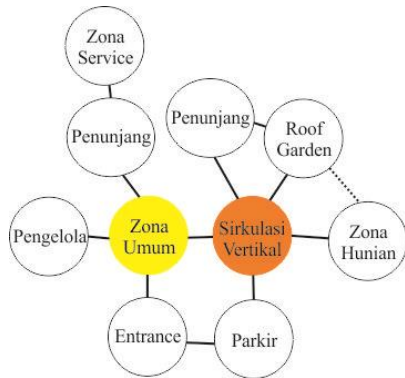 Zona
Service
Penunjang
Penunjang
Roof
Garden
Pengelola
Zona
Umum
Sirkulasi
Vertikal
Zona
Hunian
Entrance
Parkir